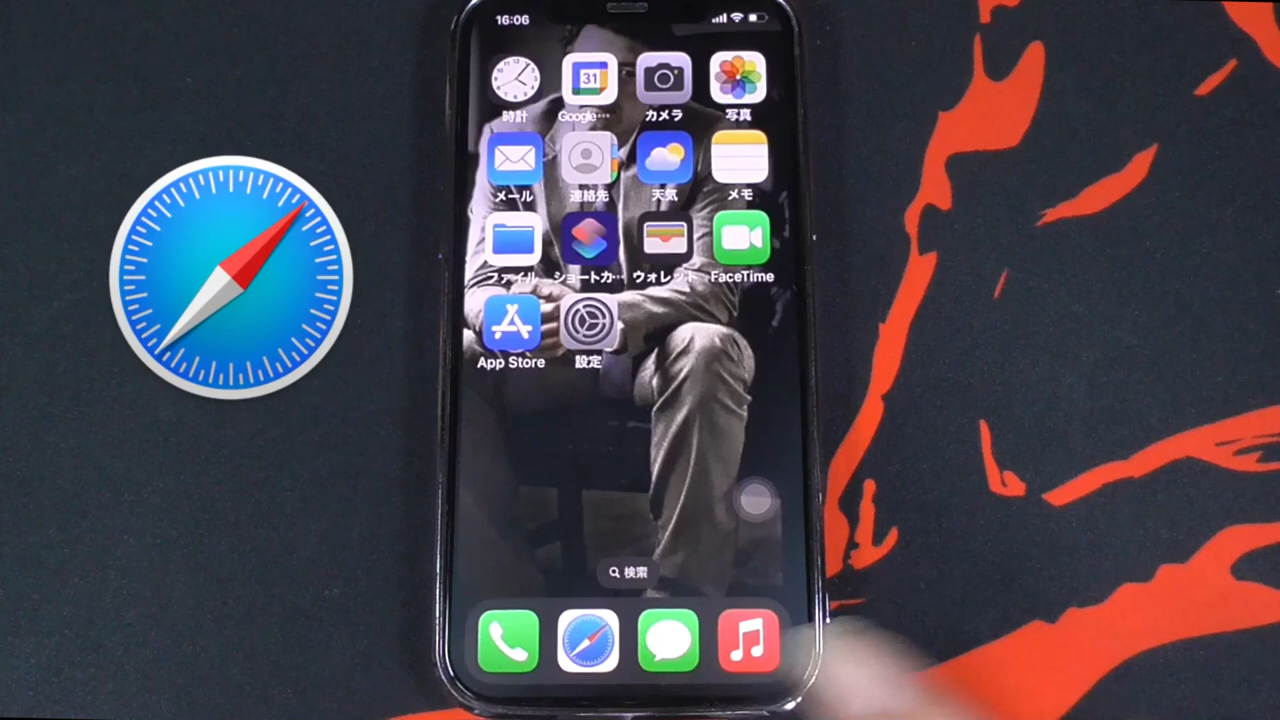 16:06
31
時計 Google… カメラ 写真
メール 連絡先 天気 メモ
ファイル ショートカ… ウォレット FaceTime
App Store 設定
検索